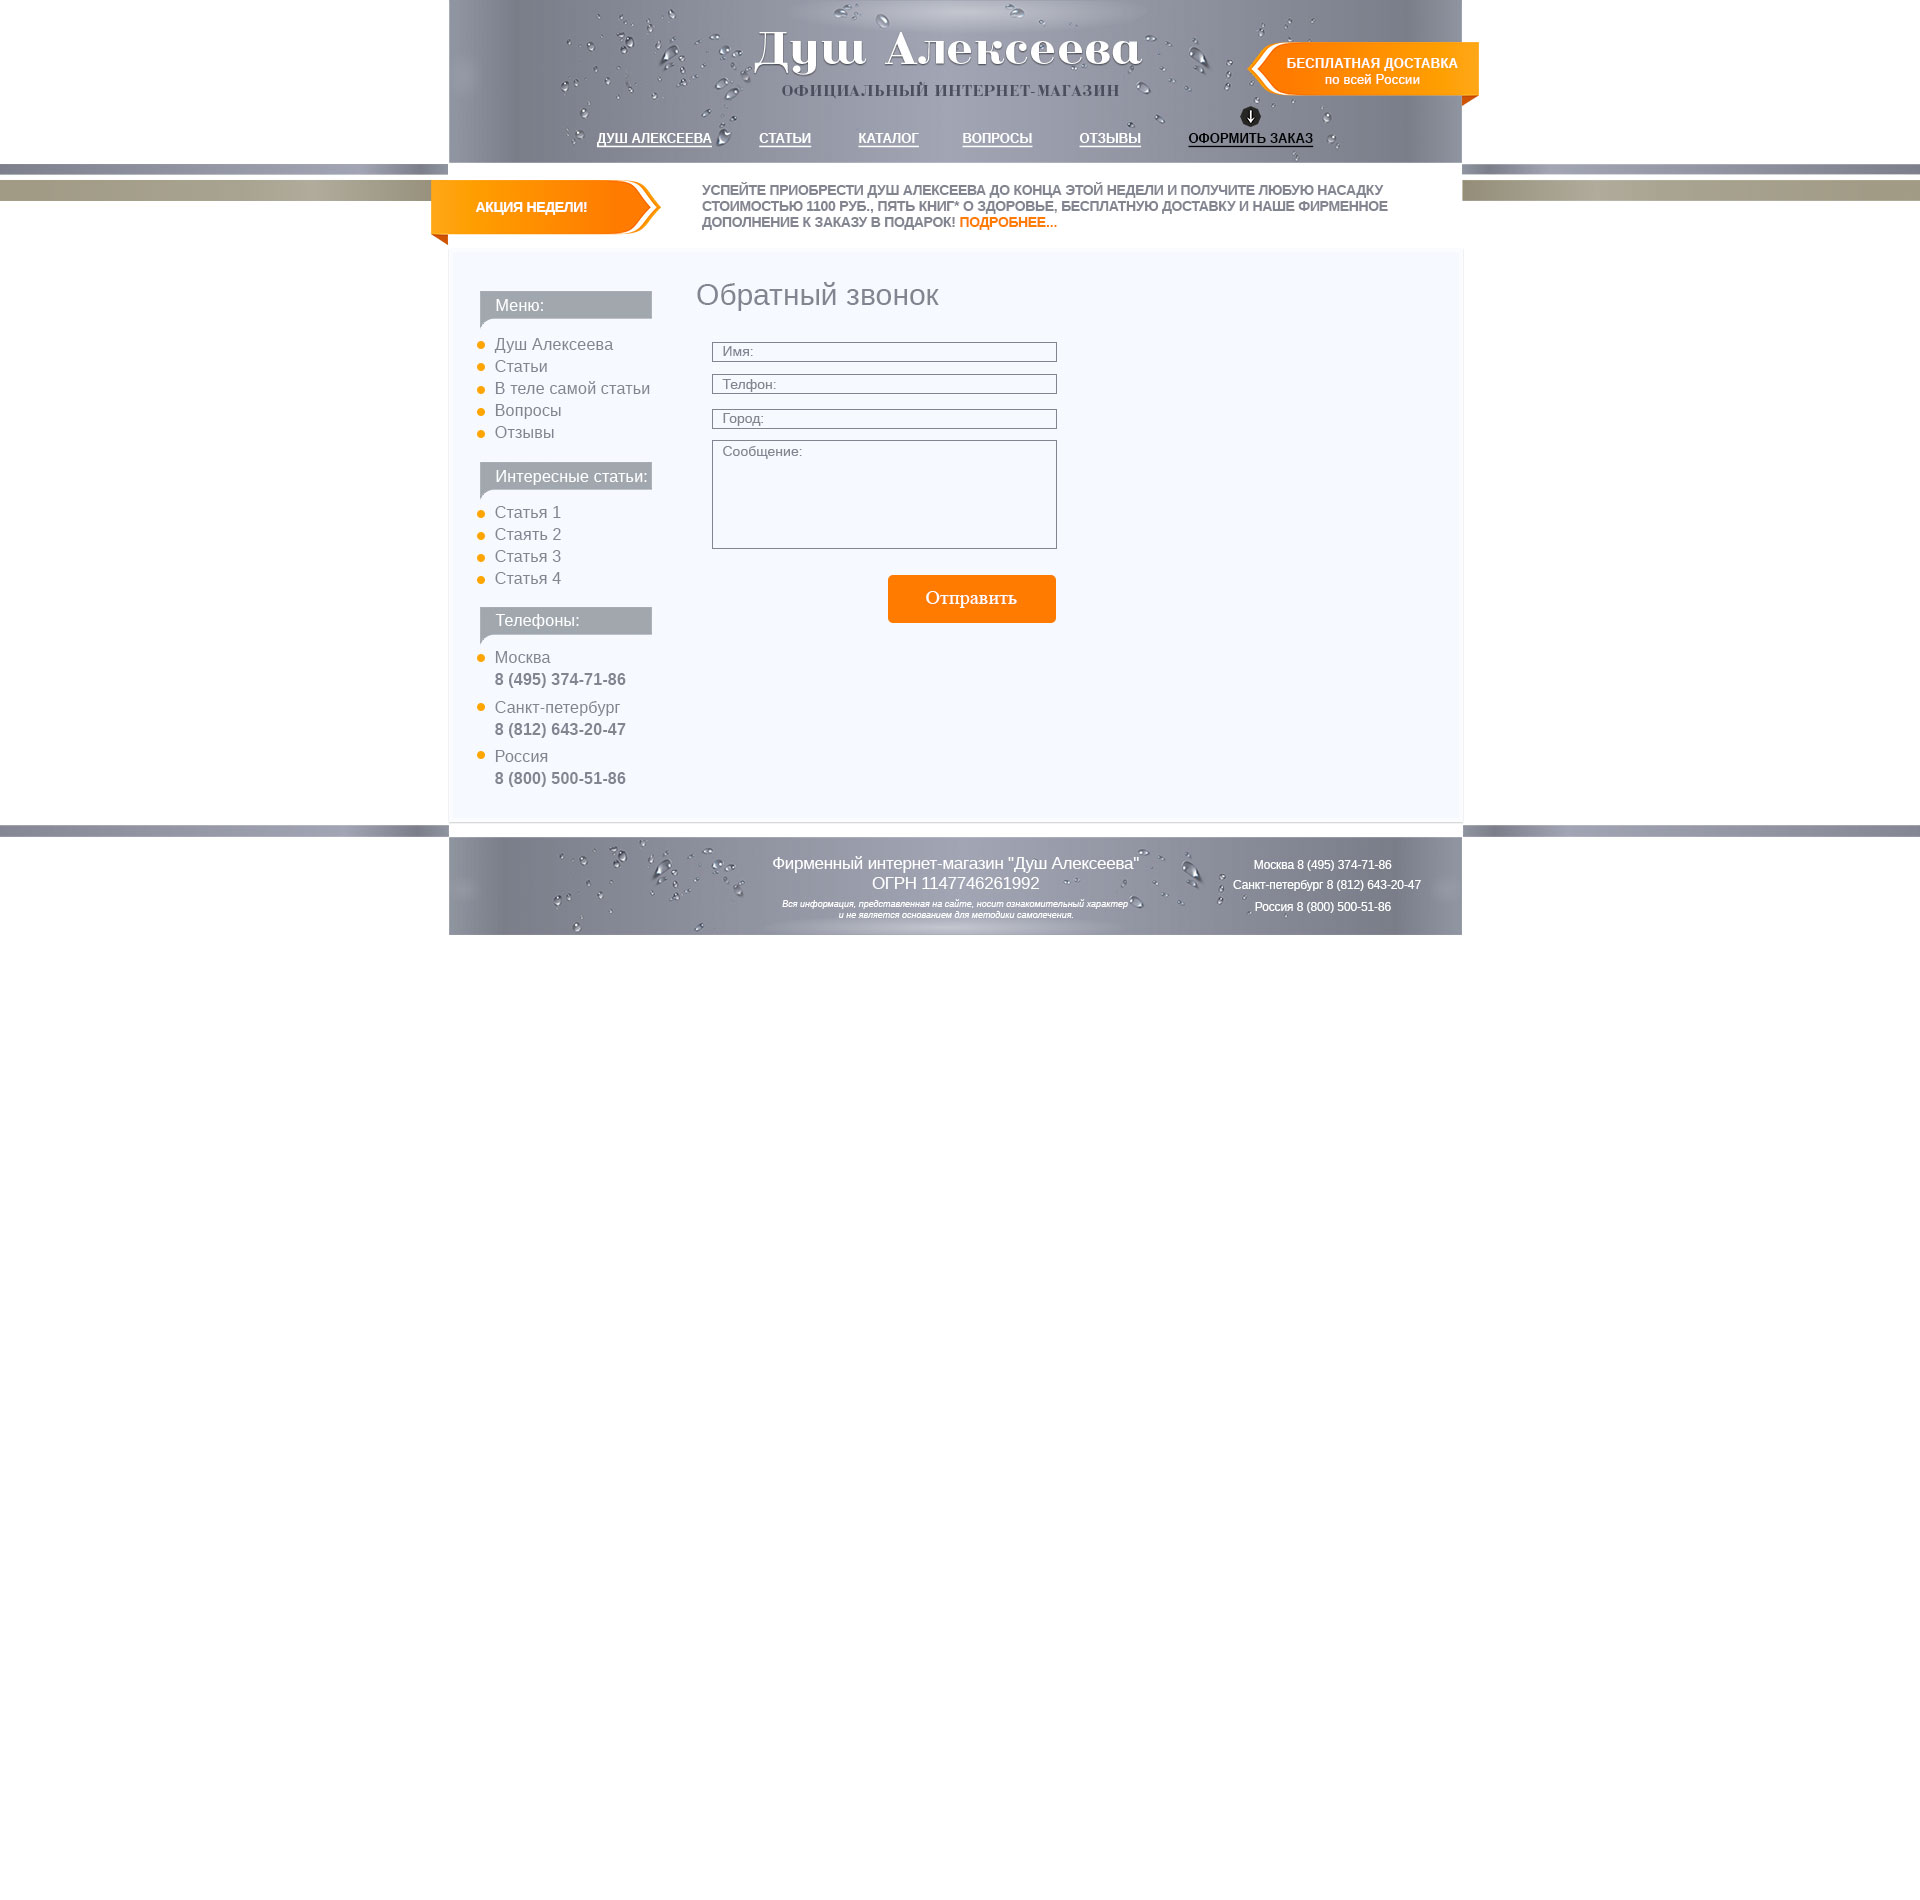 Душ Алексеева
ОФИЦИАЛЬНЫЙ ИНТЕРНЕТ-МАГАЗИН
БЕСПЛАТНАЯ ДОСТАВКА
по всей России
ДУШ АЛЕКСЕЕВА СТАТЬИ КАТАЛОГ ВОПРОСЫ ОТЗЫВЫ ОФОРМИТЬ ЗАКАЗ
АКЦИЯ НЕДЕЛИ!
УСПЕЙТЕ ПРИОБРЕСТИ ДУШ АЛЕКСЕЕВА ДО КОНЦА ЭТОЙ НЕДЕЛИ И ПОЛУЧИТЕ ЛЮБУЮ НАСАДКУ
СТОИМОСТЬЮ 1100 РУБ., ПЯТЬ КНИГ* О ЗДОРОВЬЕ, БЕСПЛАТНУЮ ДОСТАВКУ И НАШЕ ФИРМЕННОЕ
ДОПОЛНЕНИЕ К ЗАКАЗУ В ПОДАРОК! ПОДРОБНЕЕ...
Меню:
Душ Алексеева
Статьи
В теле самой статьи
Вопросы
Отзывы
Интересные статьи:
Статья 1
Стаять 2
Статья 3
Статья 4
Телефоны:
Москва
8 (495) 374-71-86
Санкт-петербург
8 (812) 643-20-47
Россия
8 (800) 500-51-86
Обратный звонок
Имя:
Телфон:
Город:
Сообщение:
Отправить
Фирменный интернет-магазин "Душ Алексеева"
ОГРН 1147746261992
Вся информация, представленная на сайте, носит ознакомительный характер
и не является основанием для методики самолечения.
Москва 8 (495) 374-71-86
Санкт-петербург 8 (812) 643-20-47
Россия 8 (800) 500-51-86